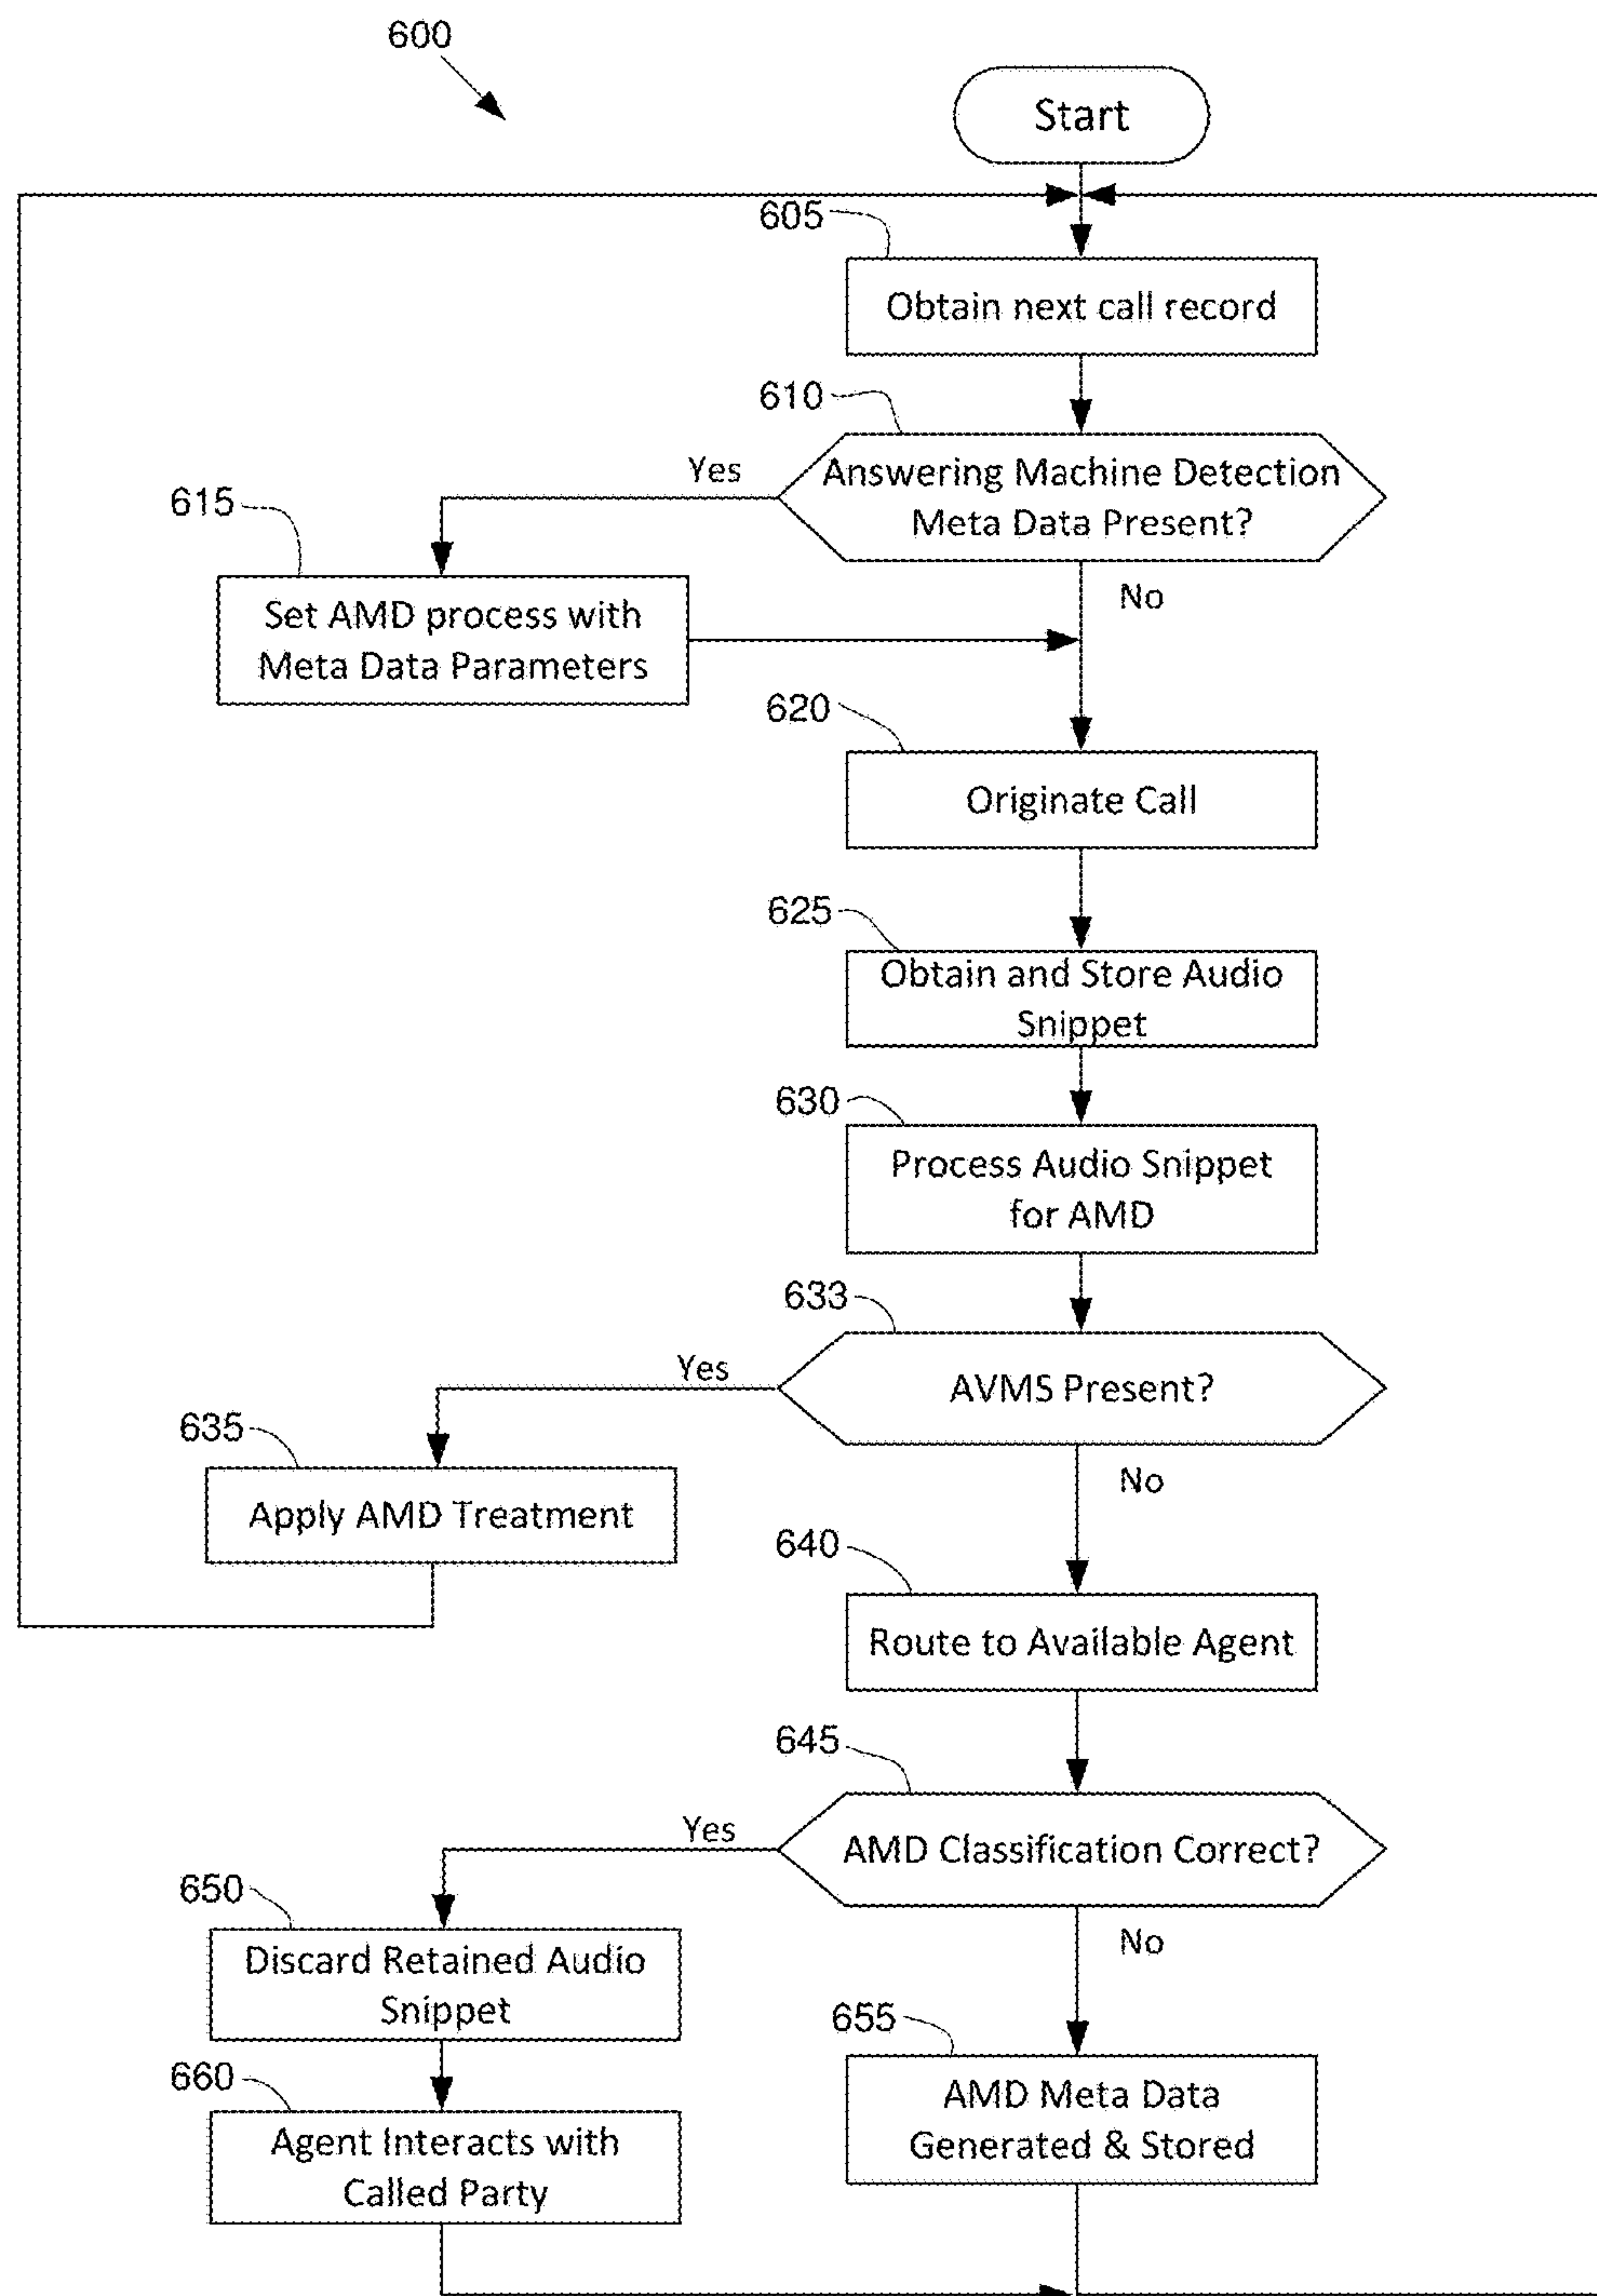 600
Start
605
Obtain next call record
610
Yes
Answering Machine Detection
Meta Data Present?
615
No
Set AMD process with
Meta Data Parameters
620
Originate Call
625
Obtain and Store Audio
Snippet
630
Process Audio Snippet
for AMD
633
Yes
AVMS Present?
635
No
Apply AMD Treatment
640
Route to Available Agent
645
Yes
AMD Classification Correct?
650
No
Discard Retained Audio
Snippet
655
660
AMD Meta Data
Generated & Stored
Agent Interacts with
Called Party